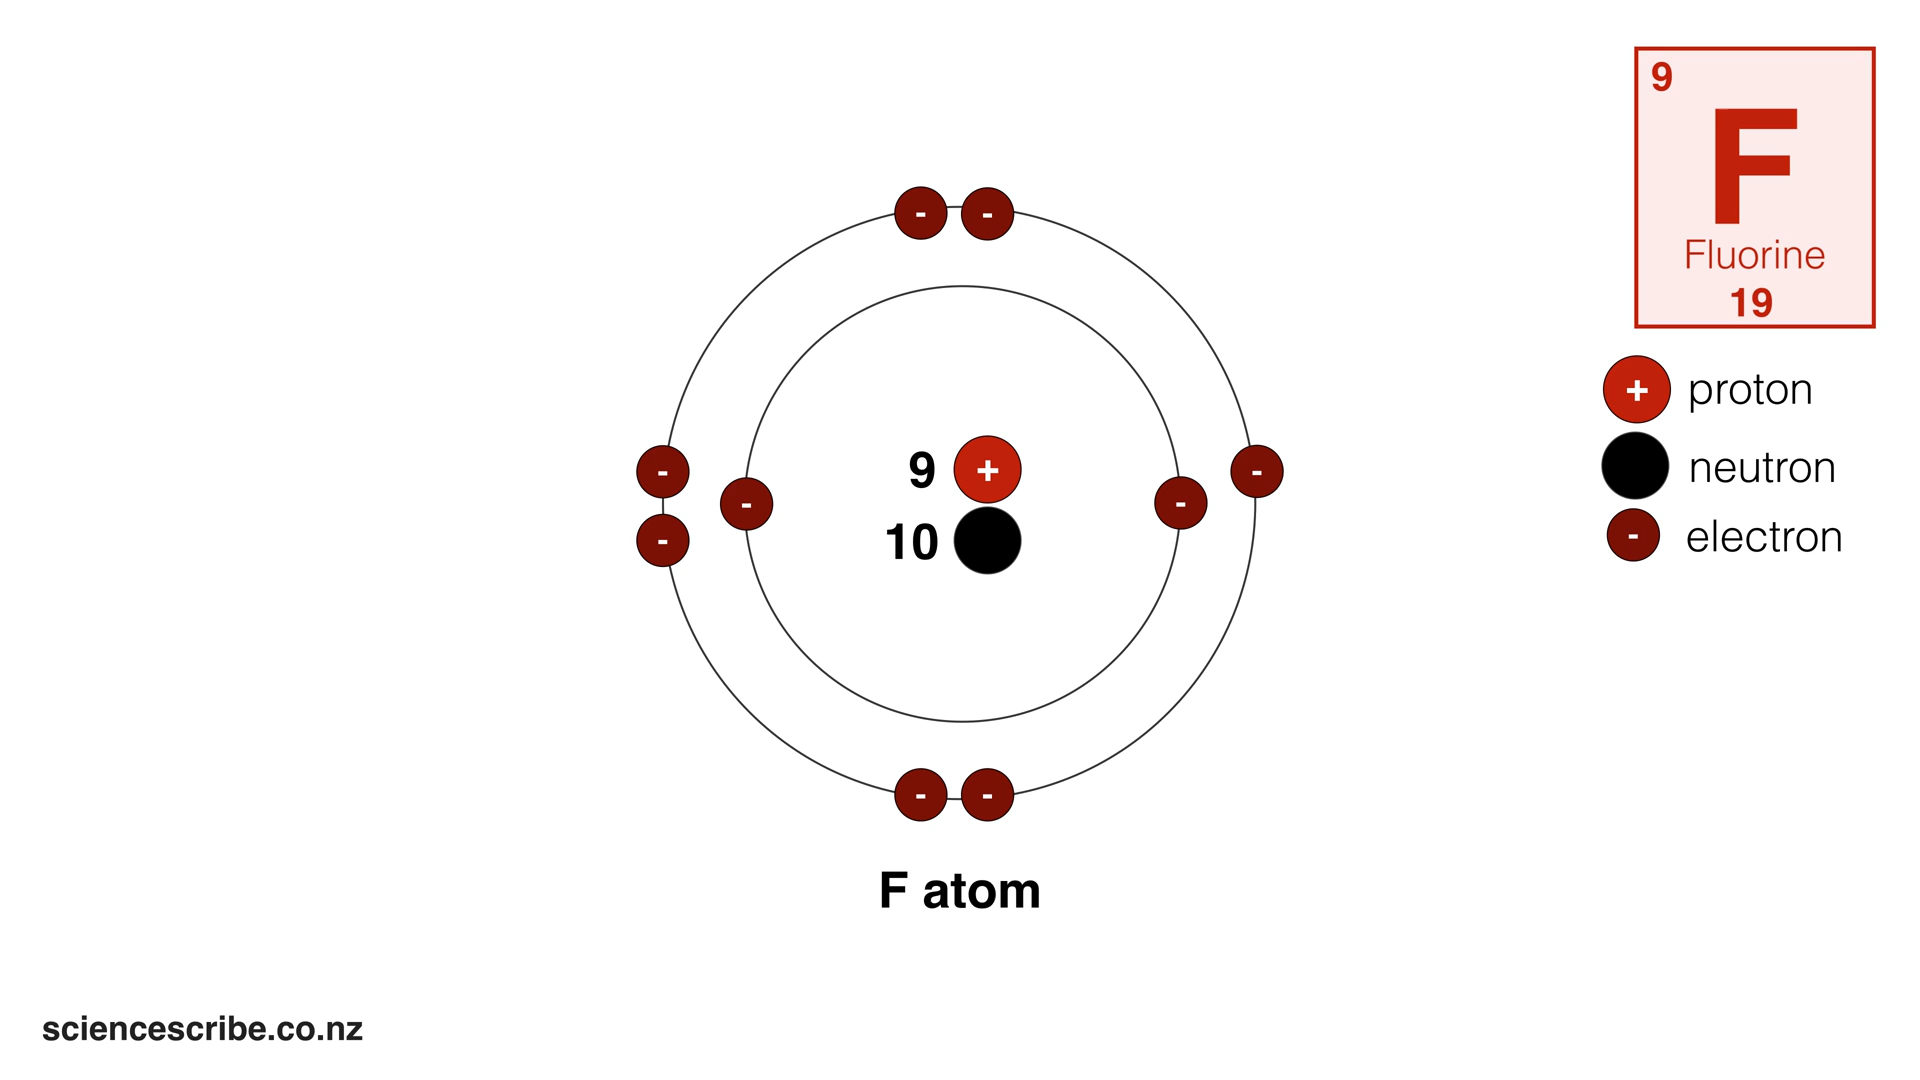 9
F
Fluorine
19
+ proton
neutron
- electron
- -
-
-
-
-
-
9 +
10
- -
F atom
sciencescribe.co.nz